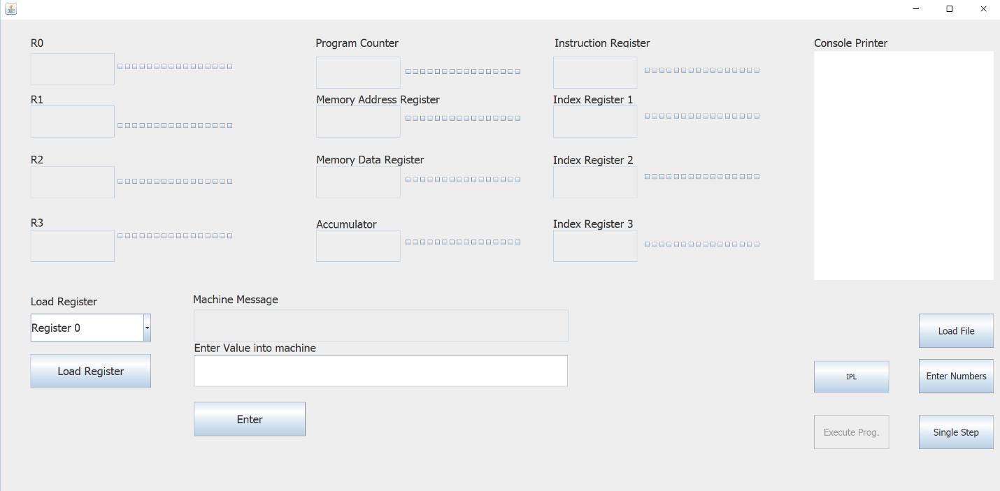 R0
Program Counter
Instruction Register
Console Printer
R1
Memory Address Register
Index Register 1
R2
Memory Data Register
Index Register 2
R3
Accumulator
Index Register 3
Load Register
Machine Message
Register 0
Load File
Enter Value into machine
Load Register
IPL
Enter Numbers
Enter
Execute Prog.
Single Step